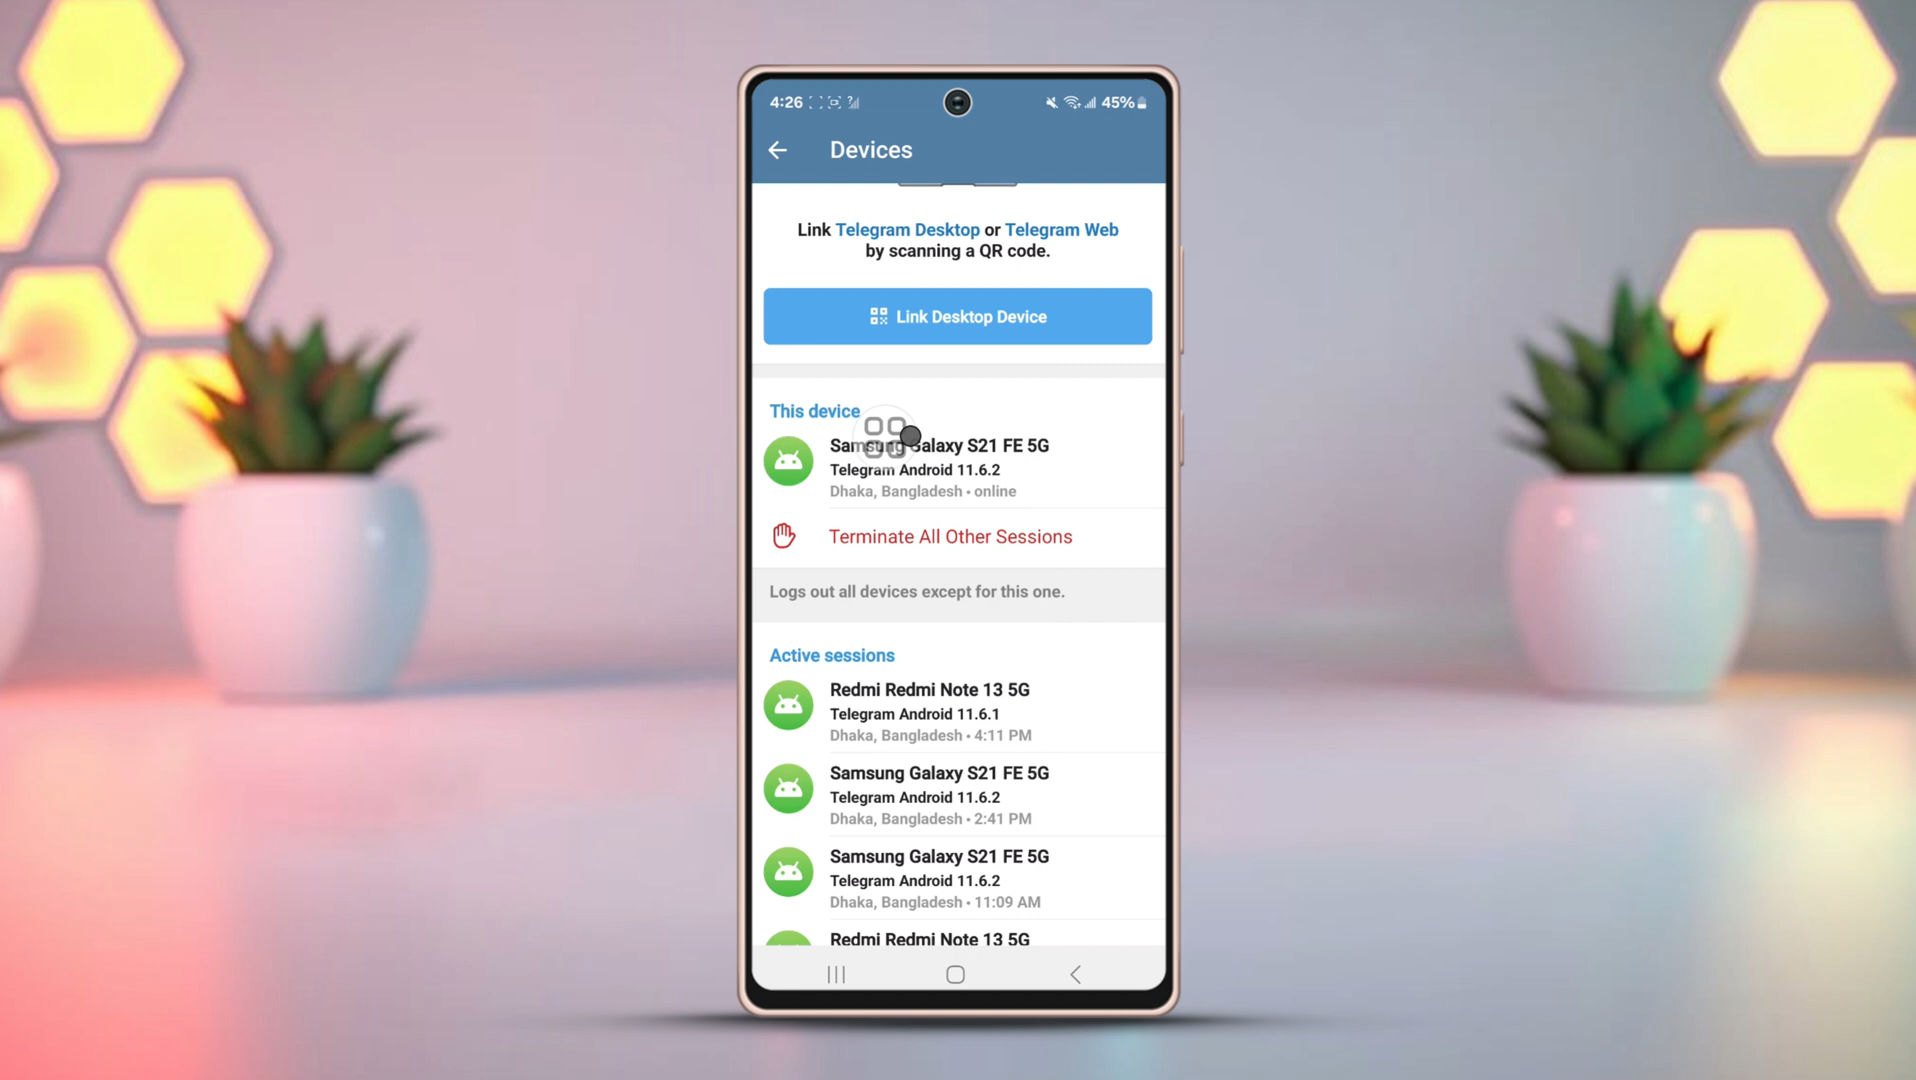 4:26
45%
Devices
Link Telegram Desktop or Telegram Web
by scanning a QR code.
Link Desktop Device
This device
Samsung Galaxy S21 FE 5G
Telegram Android 11.6.2
Dhaka, Bangladesh • online
Terminate All Other Sessions
Logs out all devices except for this one.
Active sessions
Redmi Redmi Note 13 5G
Telegram Android 11.6.1
Dhaka, Bangladesh • 4:11 PM
Samsung Galaxy S21 FE 5G
Telegram Android 11.6.2
Dhaka, Bangladesh • 2:41 PM
Samsung Galaxy S21 FE 5G
Telegram Android 11.6.2
Dhaka, Bangladesh • 11:09 AM
Redmi Redmi Note 13 5G